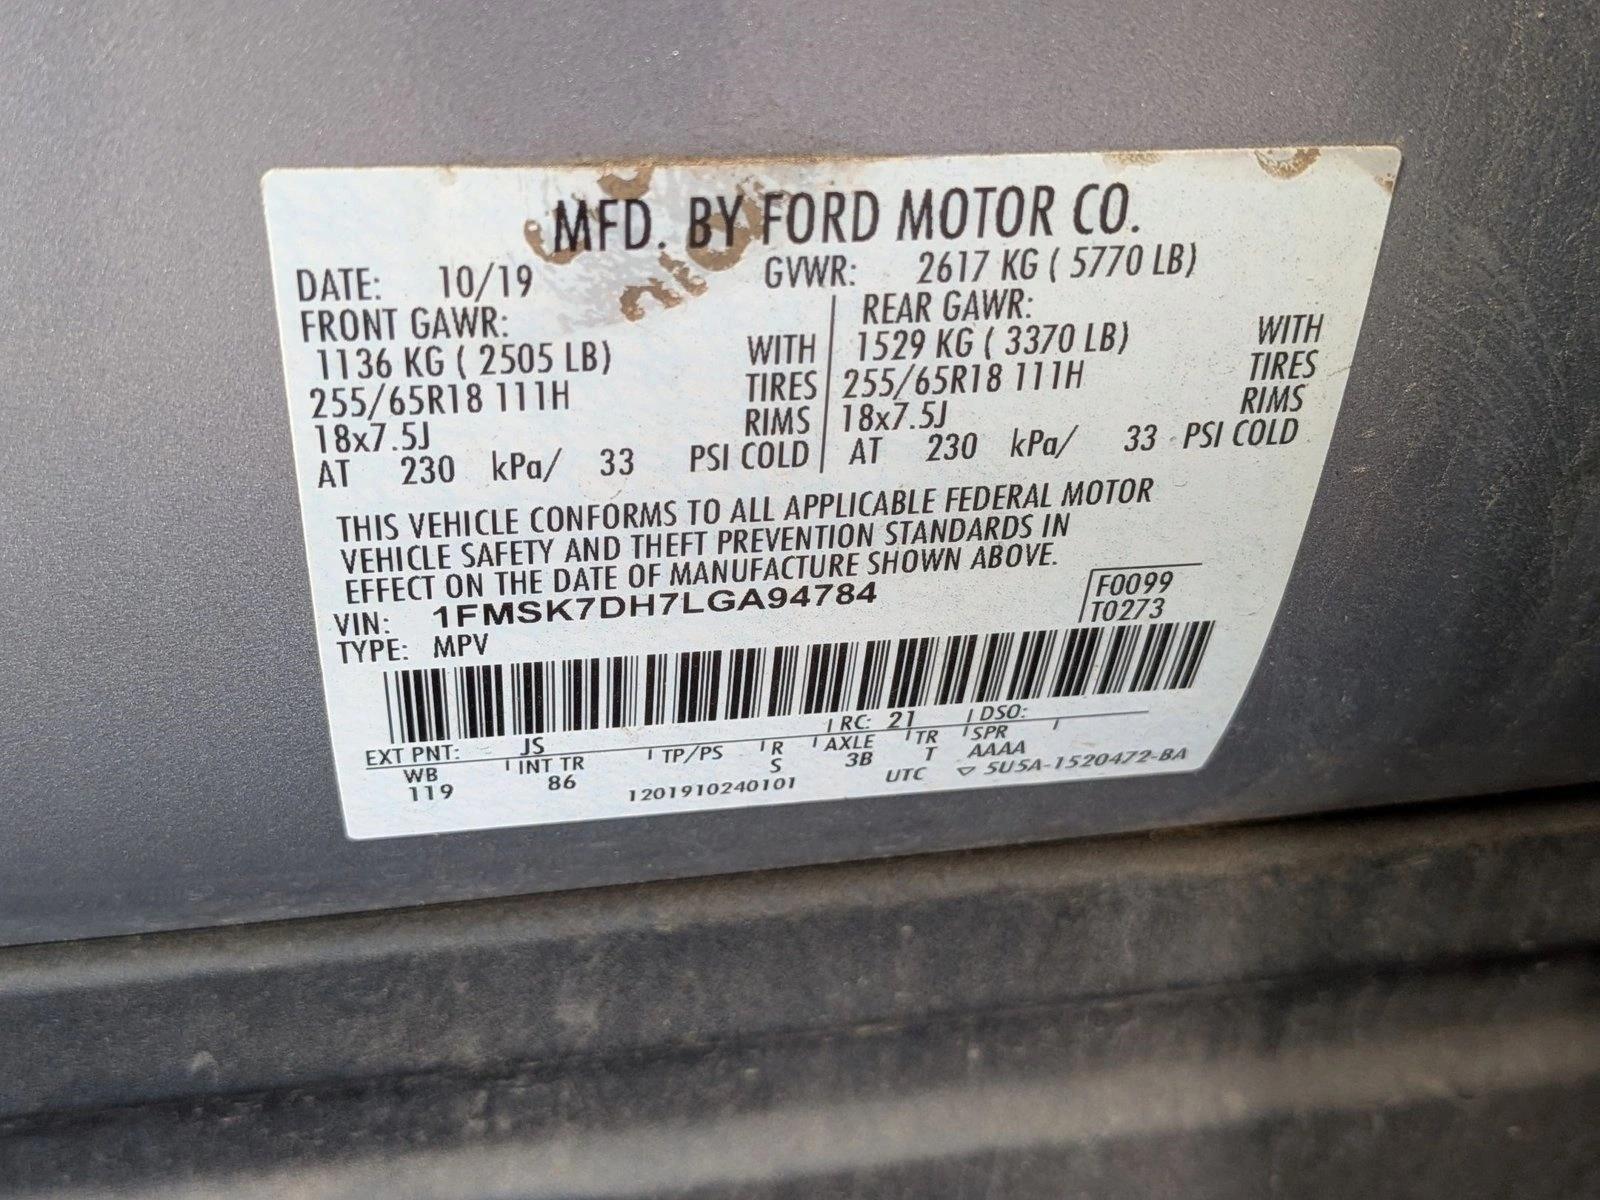 MFD. BY FORD MOTOR CO.
DATE: 10/19 GVWR: 2617 KG ( 5770 LB)
FRONT GAWR: REAR GAWR:
1136 KG ( 2505 LB) WITH 1529 KG ( 3370 LB) WITH
255/65R18 111H TIRES 255/65R18 111H TIRES
18x7.5J RIMS 18x7.5J RIMS
AT 230 kPa/ 33 PSI COLD AT 230 kPa/ 33 PSI COLD
THIS VEHICLE CONFORMS TO ALL APPLICABLE FEDERAL MOTOR
VEHICLE SAFETY AND THEFT PREVENTION STANDARDS IN
EFFECT ON THE DATE OF MANUFACTURE SHOWN ABOVE.
VIN: 1FMSK7DH7LGA94784 F0099
TYPE: MPV T0273
EXT PNT: JS RC: 21 DSO:
WB INT TR TP/PS R AXLE TR SPR
119 86 S 3B T AAAA
1201910240101 UTC ▽ 5U5A-1520472-BA